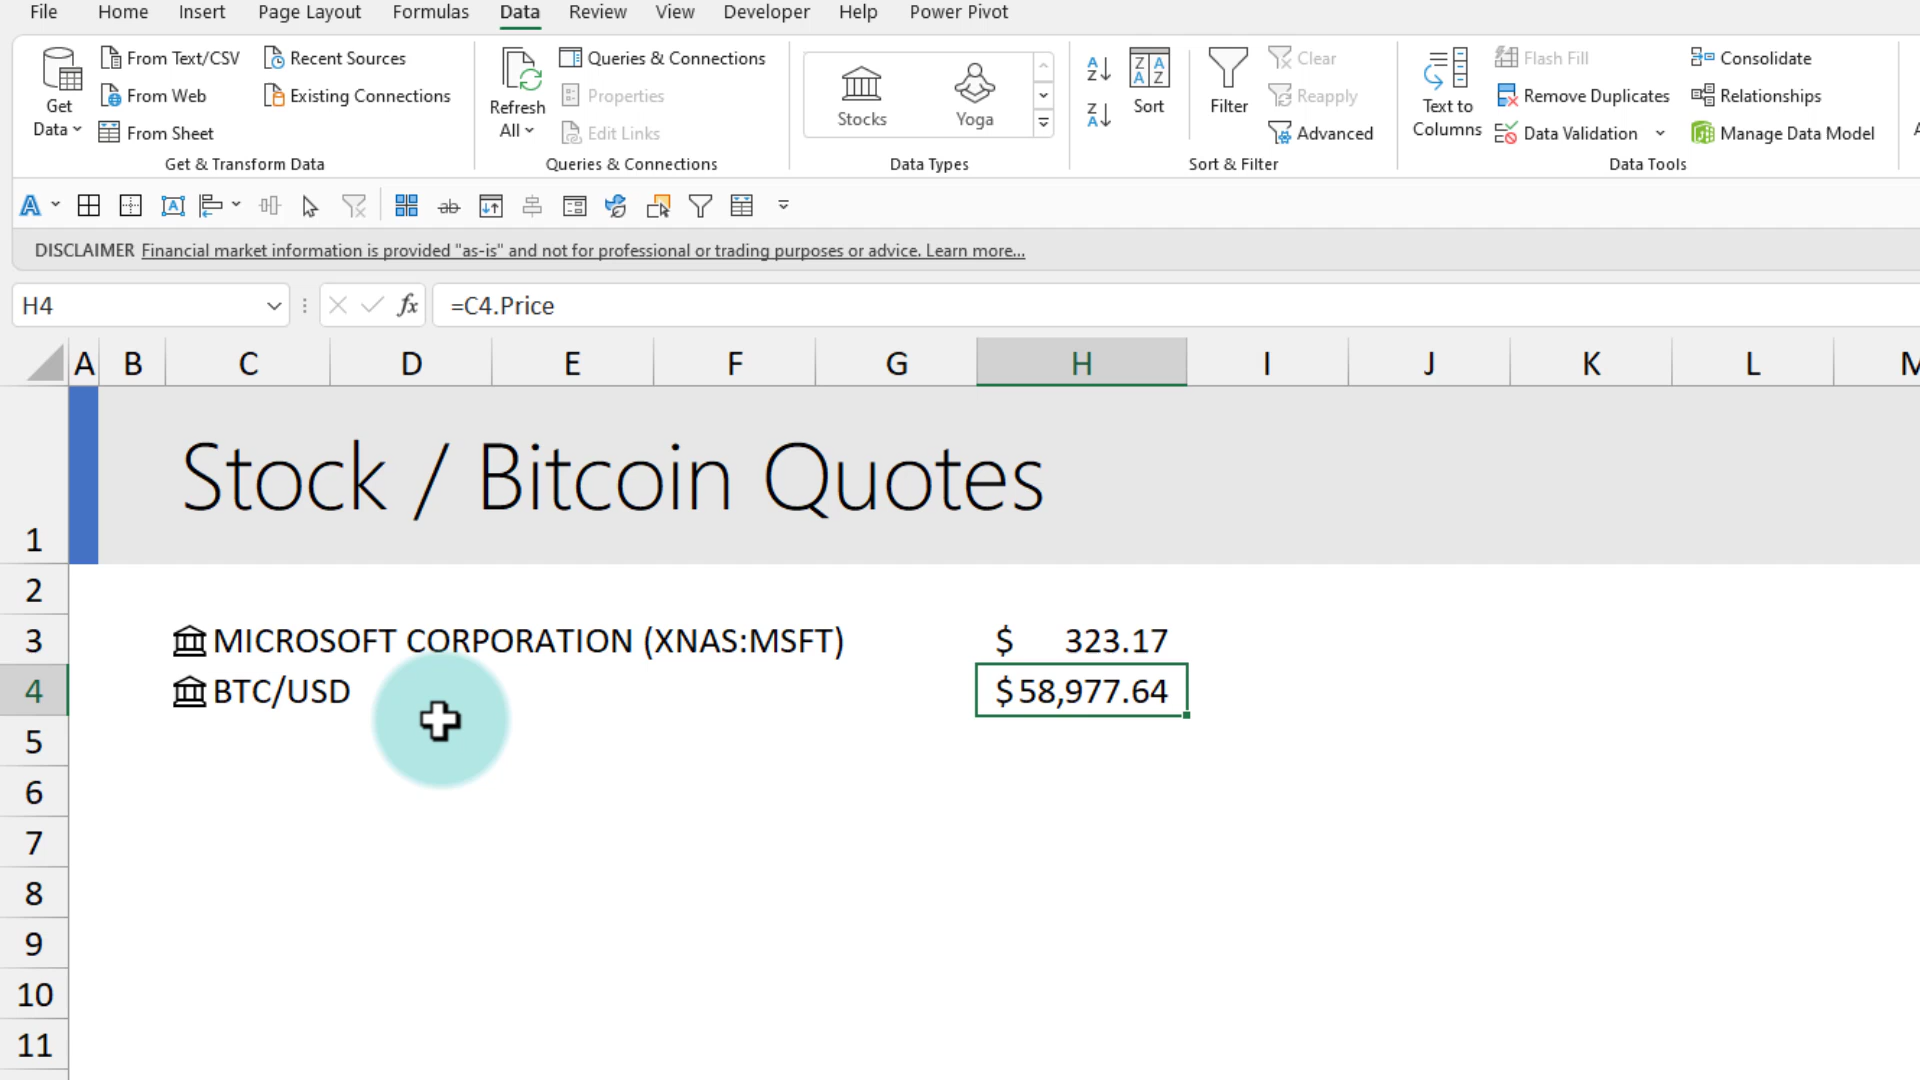 File Home Insert Page Layout Formulas Data Review View Developer Help Power Pivot
Get Data
From Text/CSV
From Web
From Sheet
Recent Sources
Existing Connections
Get & Transform Data
Refresh All
Queries & Connections
Properties
Edit Links
Queries & Connections
Stocks
Yoga
Data Types
Sort
Filter
Clear
Reapply
Advanced
Sort & Filter
Text to Columns
Flash Fill
Remove Duplicates
Data Validation
Consolidate
Relationships
Manage Data Model
Data Tools
DISCLAIMER Financial market information is provided "as-is" and not for professional or trading purposes or advice. Learn more...
H4 fx =C4.Price
A B C D E F G H I J K L
1 Stock / Bitcoin Quotes
2
3 MICROSOFT CORPORATION (XNAS:MSFT) $ 323.17
4 BTC/USD $58,977.64
5
6
7
8
9
10
11